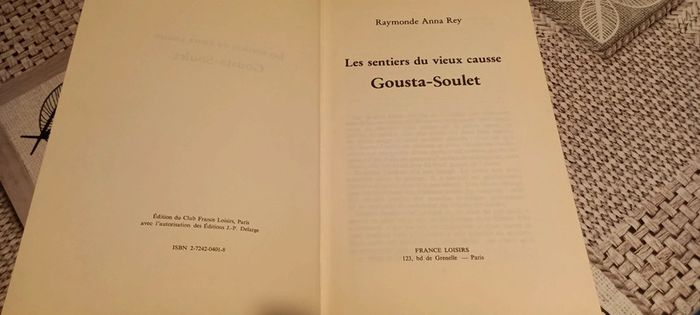 Édition du Club France Loisirs, Paris
avec l'autorisation des Éditions J.-P. Delarge
ISBN 2-7242-0401-8
Raymonde Anna Rey
Les sentiers du vieux causse
Gousta-Soulet
FRANCE LOISIRS
123, bd de Grenelle — Paris